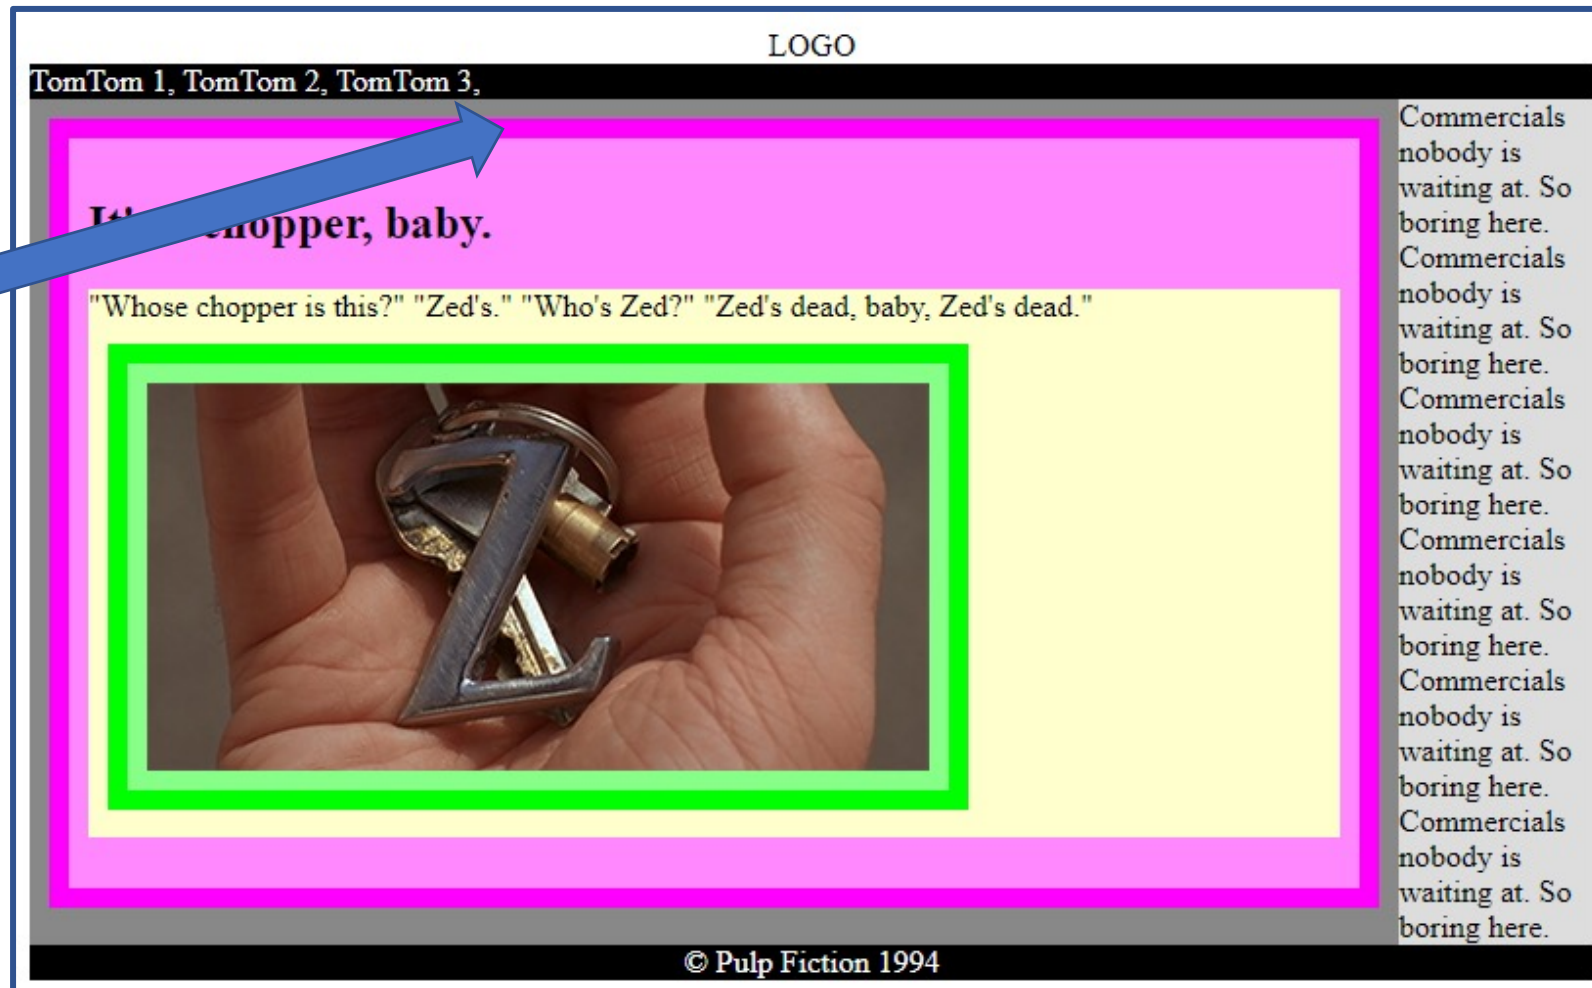 LOGO
TomTom 1, TomTom 2, TomTom 3,
chopper, baby.
"Whose chopper is this?" "Zed's." "Who's Zed?" "Zed's dead, baby, Zed's dead."
Commercials
nobody is
waiting at. So
boring here.
Commercials
nobody is
waiting at. So
boring here.
Commercials
nobody is
waiting at. So
boring here.
Commercials
nobody is
waiting at. So
boring here.
Commercials
nobody is
waiting at. So
boring here.
Commercials
nobody is
waiting at. So
boring here.
© Pulp Fiction 1994